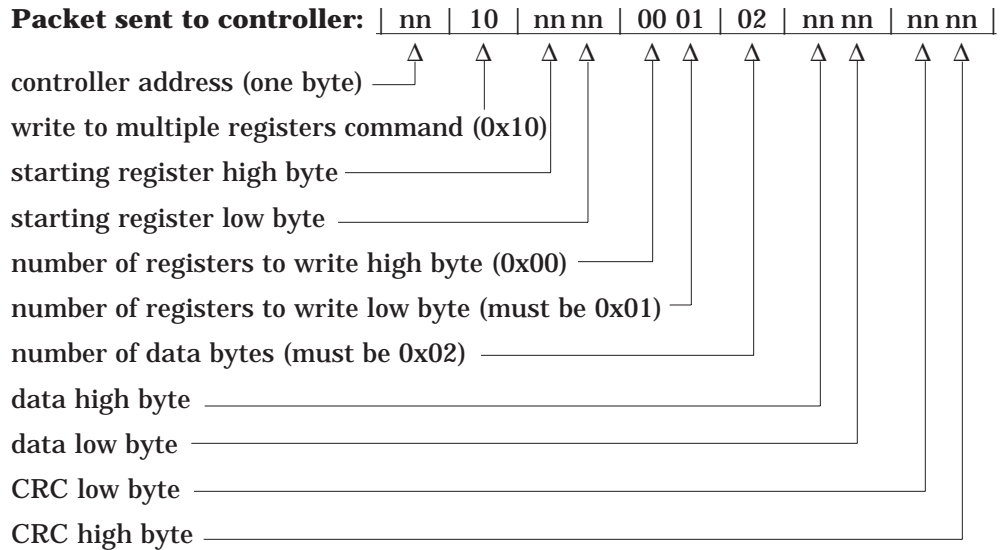 Packet sent to controller: | nn | 10 | nn nn | 00 01 | 02 | nn nn | nn nn |
controller address (one byte)
write to multiple registers command (0x10)
starting register high byte
starting register low byte
number of registers to write high byte (0x00)
number of registers to write low byte (must be 0x01)
number of data bytes (must be 0x02)
data high byte
data low byte
CRC low byte
CRC high byte